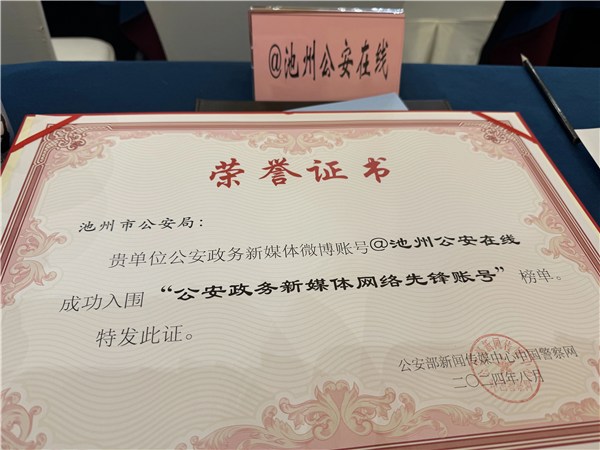 @池州公安在线
荣誉证书
池州市公安局：
贵单位公安政务新媒体微博账号@池州公安在线
成功入围“公安政务新媒体网络先锋账号”榜单。
特发此证。
公安部新闻传媒中心中国警察网
二〇二四年八月